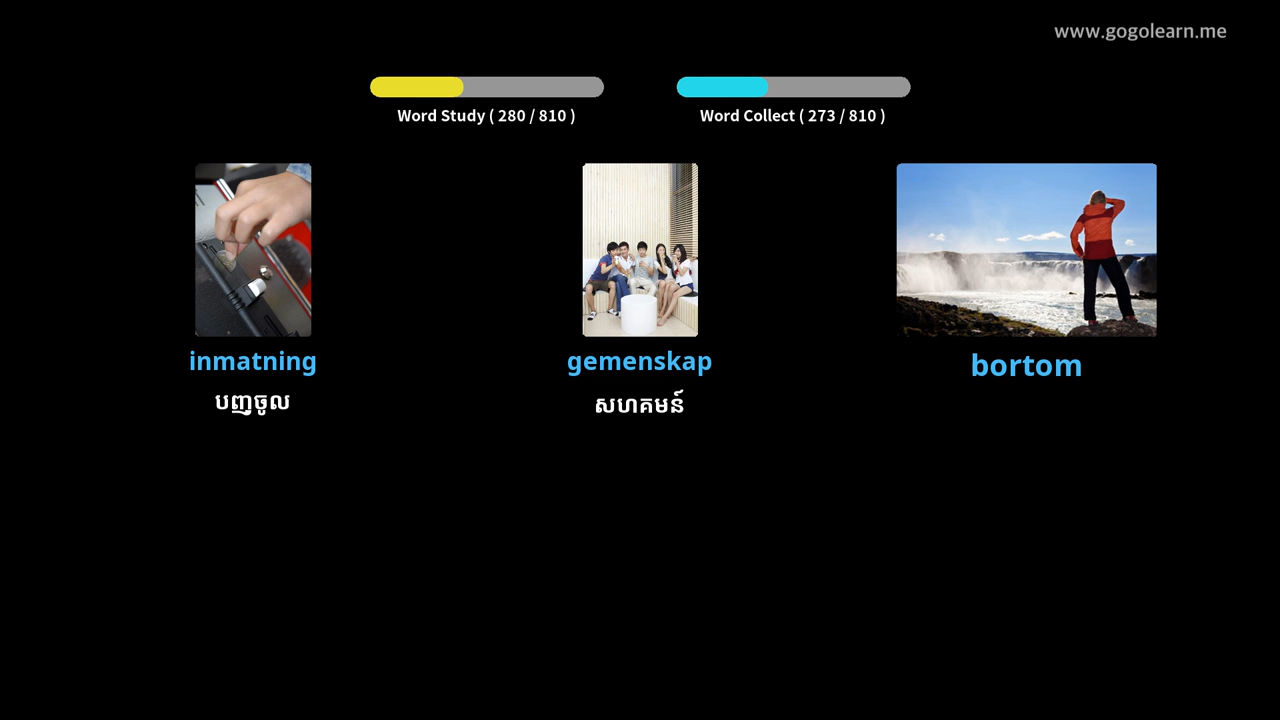 www.gogolearn.me
Word Study ( 280 / 810 )
Word Collect ( 273 / 810 )
inmatning
gemenskap
bortom
បញ្ចូល
សហគមន៍